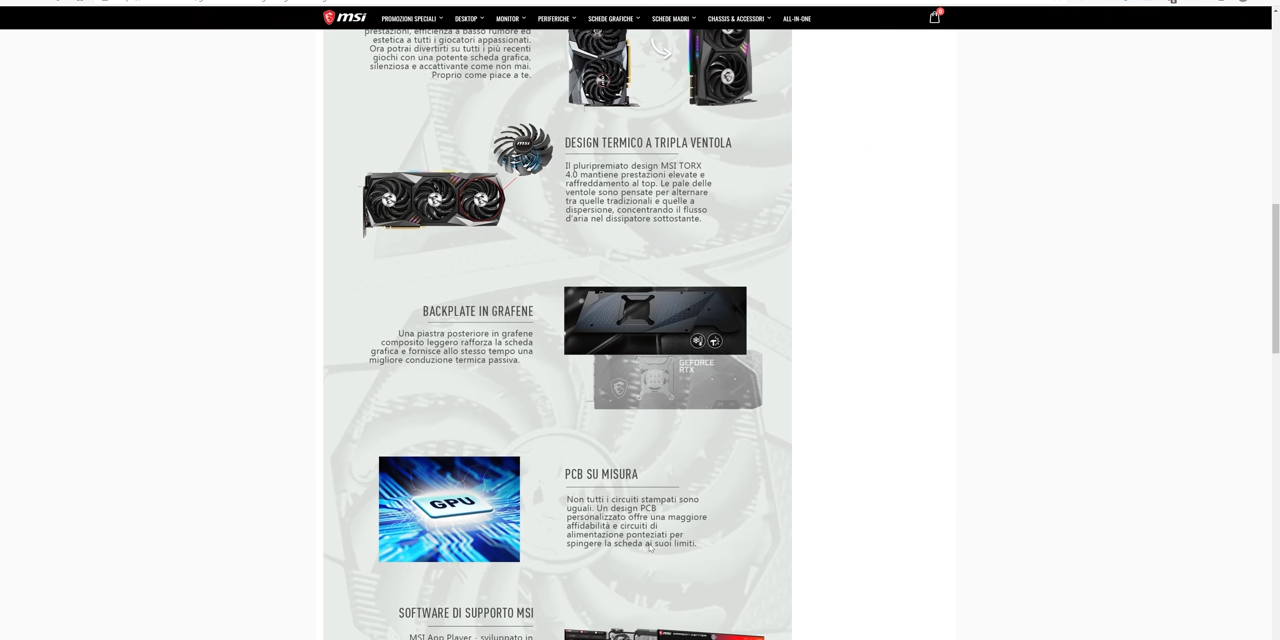 msi PROMOZIONI SPECIALI DESKTOP MONITOR PERIFERICHE SCHEDE GRAFICHE SCHEDE MADRI CHASSIS & ACCESSORI ALL-IN-ONE 0
prestazioni, efficienza a basso rumore ed
estetica a tutti i giocatori appassionati.
Ora potrai divertirti su tutti i più recenti
giochi con una potente scheda grafica,
silenziosa e accattivante come non mai.
Proprio come piace a te.
DESIGN TERMICO A TRIPLA VENTOLA
msi
Il pluripremiato design MSI TORX
4.0 mantiene prestazioni elevate e
raffreddamento al top. Le pale delle
ventole sono pensate per alternare
tra quelle tradizionali e quelle a
dispersione, concentrando il flusso
d'aria nel dissipatore sottostante.
BACKPLATE IN GRAFENE
Una piastra posteriore in grafene
composito leggero rafforza la scheda
grafica e fornisce allo stesso tempo una
migliore conduzione termica passiva.
GEFORCE
RTX
PCB SU MISURA
GPU
Non tutti i circuiti stampati sono
uguali. Un design PCB
personalizzato offre una maggiore
affidabilità e circuiti di
alimentazione ponteziati per
spingere la scheda ai suoi limiti.
SOFTWARE DI SUPPORTO MSI
MSI App Player - sviluppato in